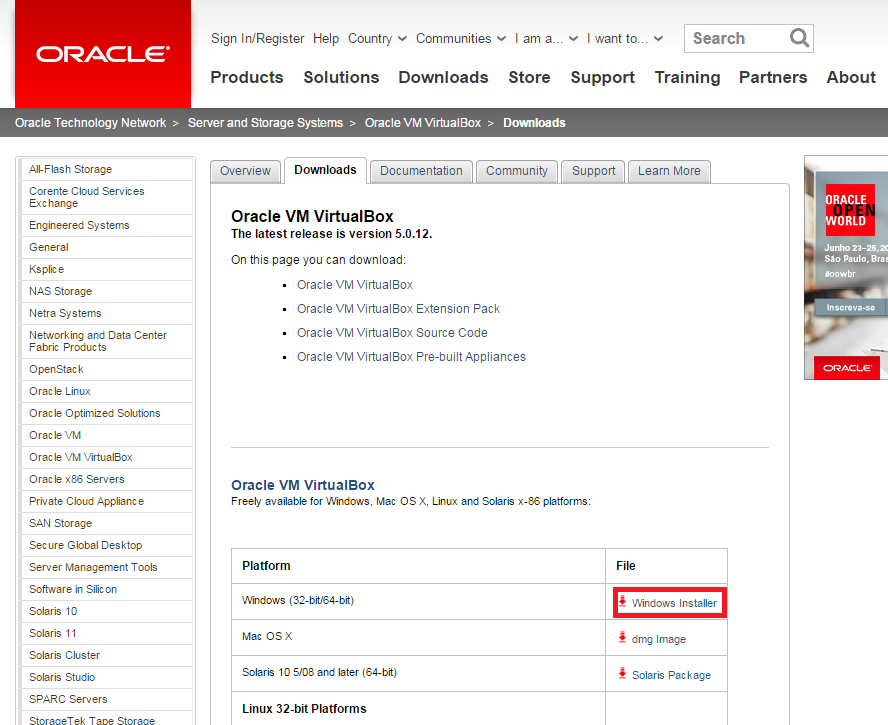 ORACLE
Sign In/Register Help Country Communities I am a... I want to... Search
Products Solutions Downloads Store Support Training Partners About
Oracle Technology Network > Server and Storage Systems > Oracle VM VirtualBox > Downloads
All-Flash Storage
Corente Cloud Services
Exchange
Engineered Systems
General
Ksplice
NAS Storage
Netra Systems
Networking and Data Center
Fabric Products
OpenStack
Oracle Linux
Oracle Optimized Solutions
Oracle VM
Oracle VM VirtualBox
Oracle x86 Servers
Private Cloud Appliance
SAN Storage
Secure Global Desktop
Server Management Tools
Software in Silicon
Solaris 10
Solaris 11
Solaris Cluster
Solaris Studio
SPARC Servers
StorageTek Tape Storage
Overview Downloads Documentation Community Support Learn More
Oracle VM VirtualBox
The latest release is version 5.0.12.
On this page you can download:
Oracle VM VirtualBox
Oracle VM VirtualBox Extension Pack
Oracle VM VirtualBox Source Code
Oracle VM VirtualBox Pre-built Appliances
Oracle VM VirtualBox
Freely available for Windows, Mac OS X, Linux and Solaris x-86 platforms:
Platform File
Windows (32-bit/64-bit) Windows Installer
Mac OS X dmg Image
Solaris 10 5/08 and later (64-bit) Solaris Package
Linux 32-bit Platforms
ORACLE
OPEN
WORLD
Junho 23-25, 20
São Paulo, Bras
#oowbr
Inscreva-se
ORACLE